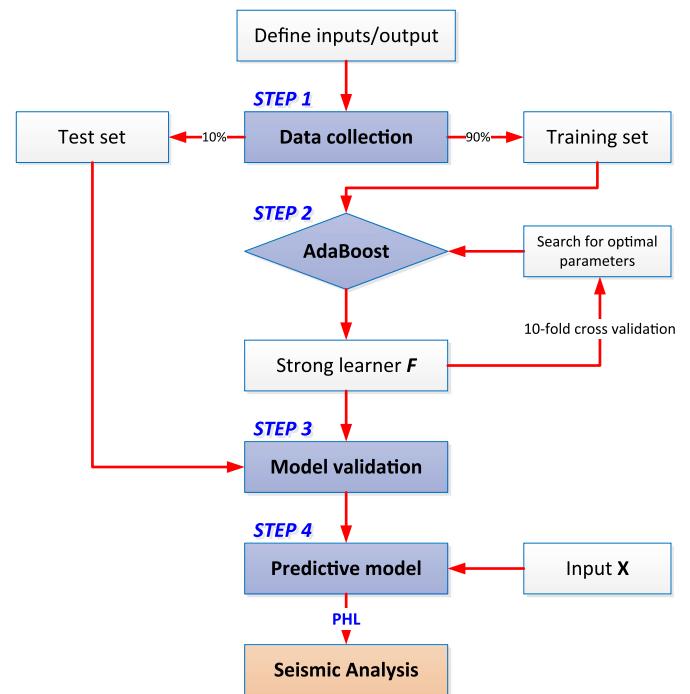 Define inputs/output
STEP 1
Test set
10%
Data collection
90%
Training set
STEP 2
AdaBoost
Search for optimal
parameters
10-fold cross validation
Strong learner F
STEP 3
Model validation
STEP 4
Predictive model
Input X
PHL
Seismic Analysis